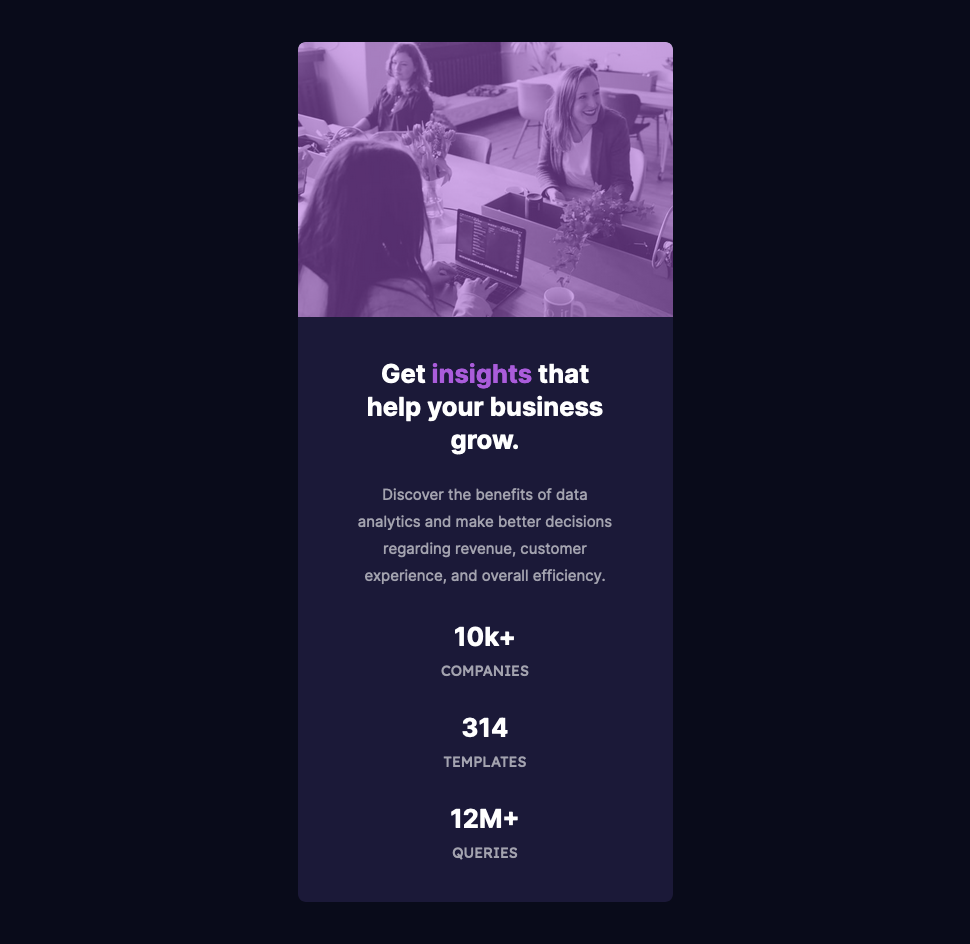 Get insights that
help your business
grow.
Discover the benefits of data
analytics and make better decisions
regarding revenue, customer
experience, and overall efficiency.
10k+
COMPANIES
314
TEMPLATES
12M+
QUERIES